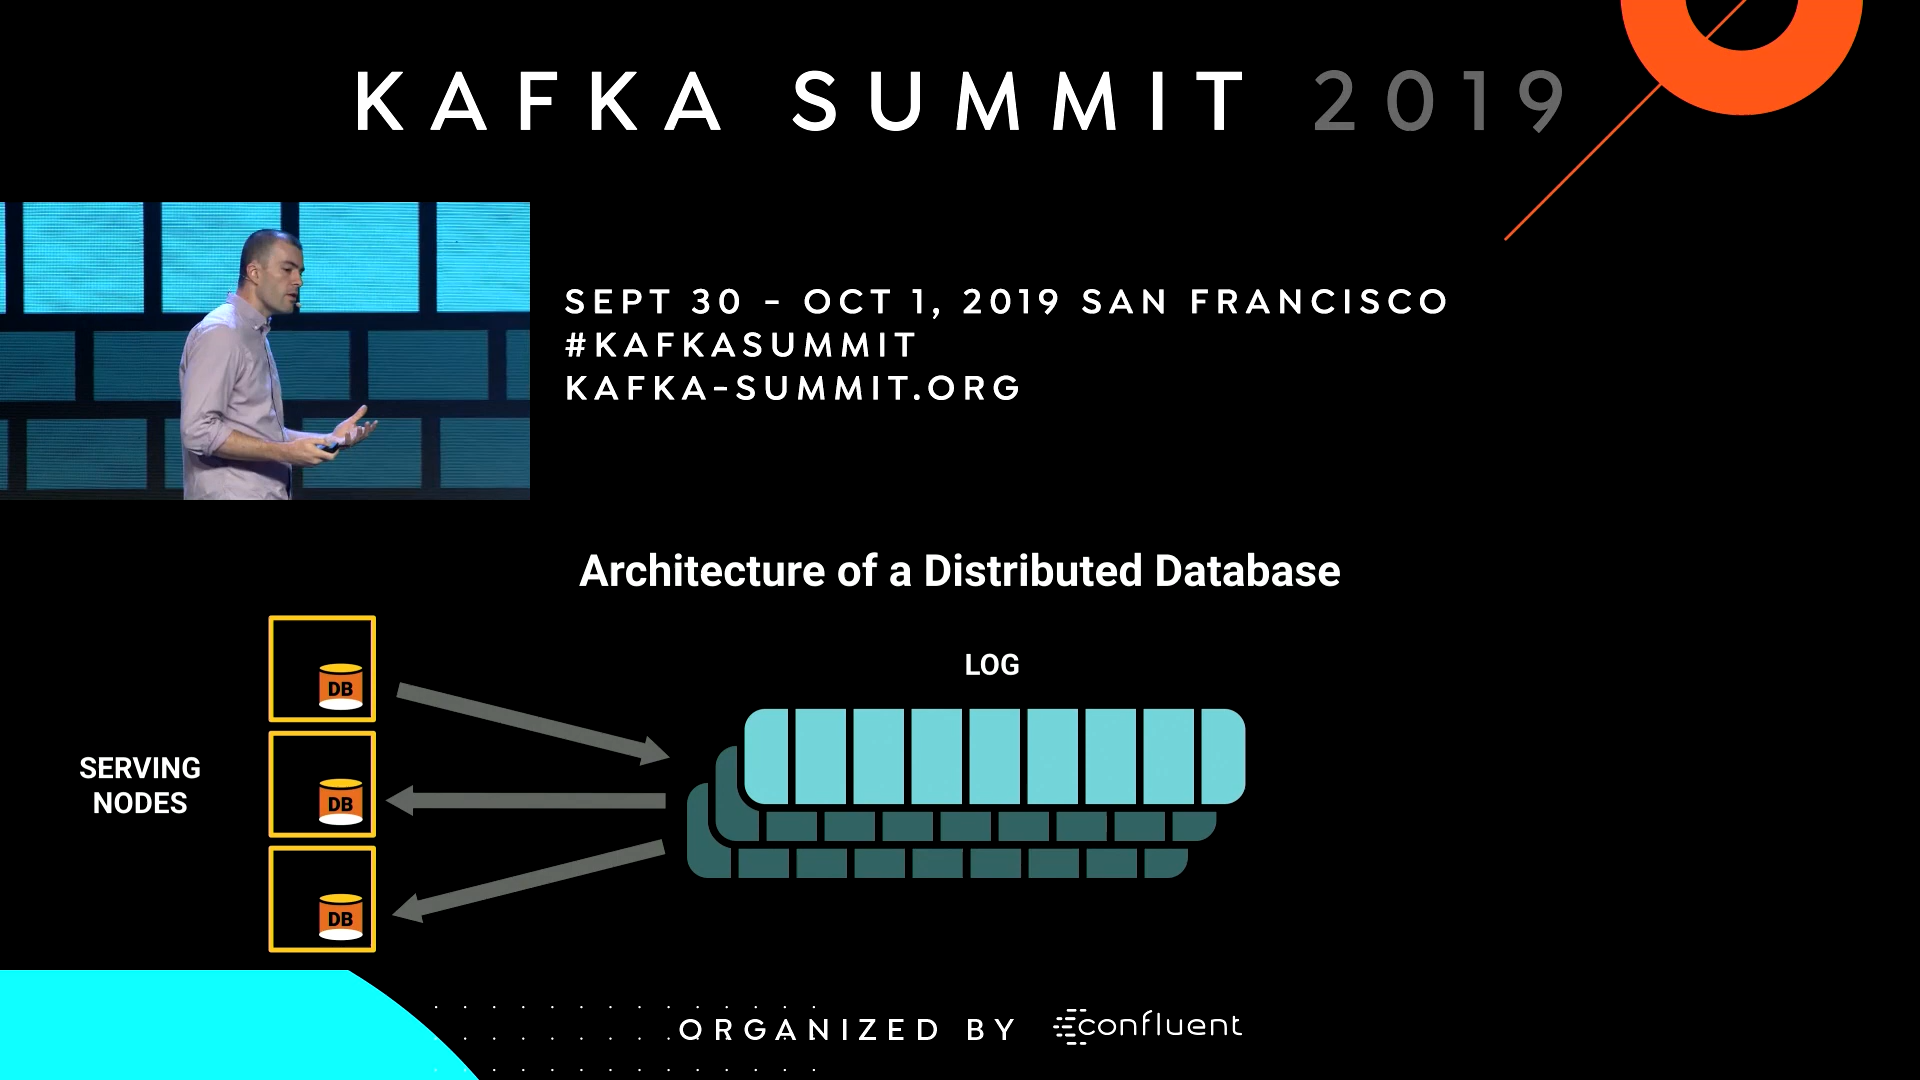 KAFKA SUMMIT 2019
SEPT 30 - OCT 1, 2019 SAN FRANCISCO
#KAFKASUMMIT
KAFKA-SUMMIT.ORG
Architecture of a Distributed Database
LOG
DB
SERVING
NODES
DB
DB
ORGANIZED BY confluent